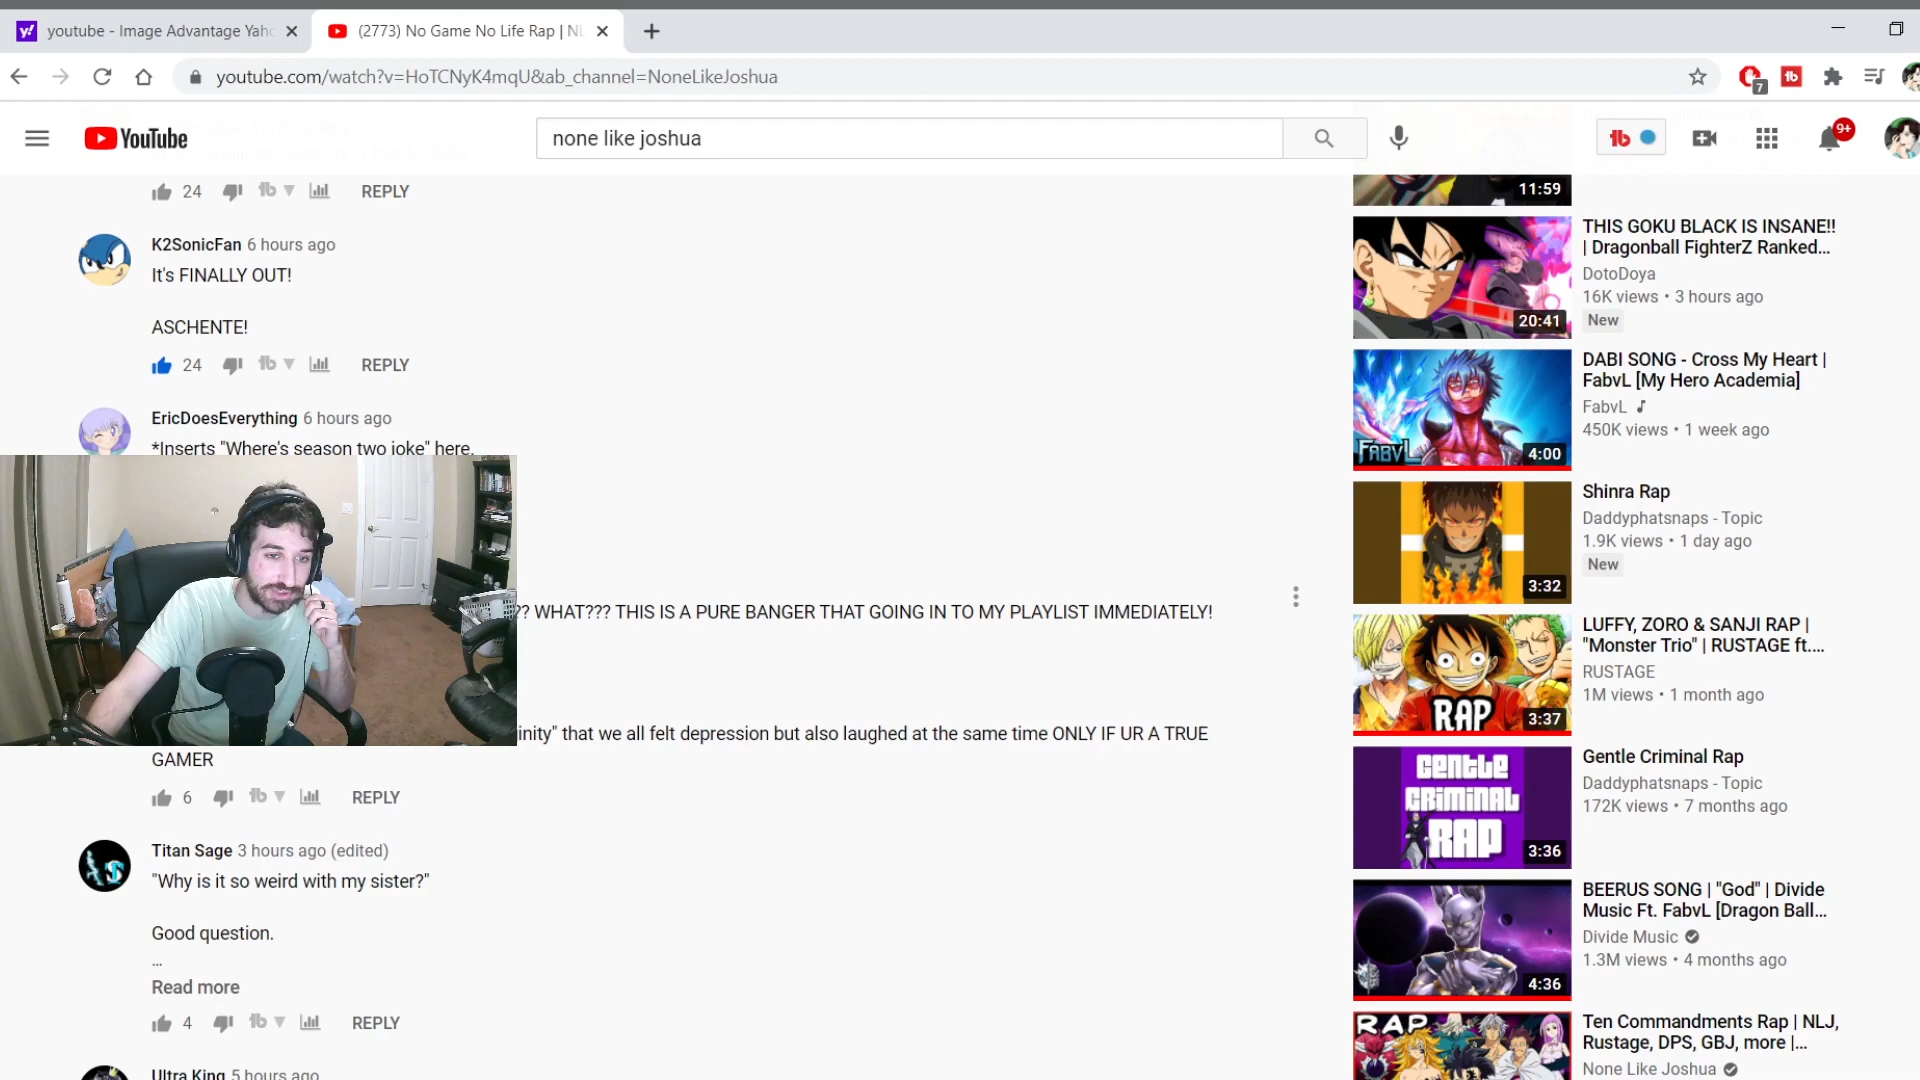 youtube - Image Advantage Yah
(2773) No Game No Life Rap | NL
youtube.com/watch?v=HoTCNyK4mqU&ab_channel=NoneLikeJoshua
7
YouTube
none like joshua
9+
24
REPLY
K2SonicFan 6 hours ago
It's FINALLY OUT!
ASCHENTE!
24
REPLY
EricDoesEverything 6 hours ago
*Inserts "Where's season two joke" here.
?? WHAT??? THIS IS A PURE BANGER THAT GOING IN TO MY PLAYLIST IMMEDIATELY!
inity" that we all felt depression but also laughed at the same time ONLY IF UR A TRUE
GAMER
6
REPLY
Titan Sage 3 hours ago (edited)
"Why is it so weird with my sister?"
Good question.
...
Read more
4
REPLY
Ultra King 5 hours ago
11:59
20:41
THIS GOKU BLACK IS INSANE!!
| Dragonball FighterZ Ranked...
DotoDoya
16K views • 3 hours ago
New
FABVL
4:00
DABI SONG - Cross My Heart |
FabvL [My Hero Academia]
FabvL
450K views • 1 week ago
3:32
Shinra Rap
Daddyphatsnaps - Topic
1.9K views • 1 day ago
New
RAP
3:37
LUFFY, ZORO & SANJI RAP |
"Monster Trio" | RUSTAGE ft....
RUSTAGE
1M views • 1 month ago
GENTLE
CRIMINAL
RAP
3:36
Gentle Criminal Rap
Daddyphatsnaps - Topic
172K views • 7 months ago
4:36
BEERUS SONG | "God" | Divide
Music Ft. FabvL [Dragon Ball...
Divide Music
1.3M views • 4 months ago
RAP
Ten Commandments Rap | NLJ,
Rustage, DPS, GBJ, more |...
None Like Joshua